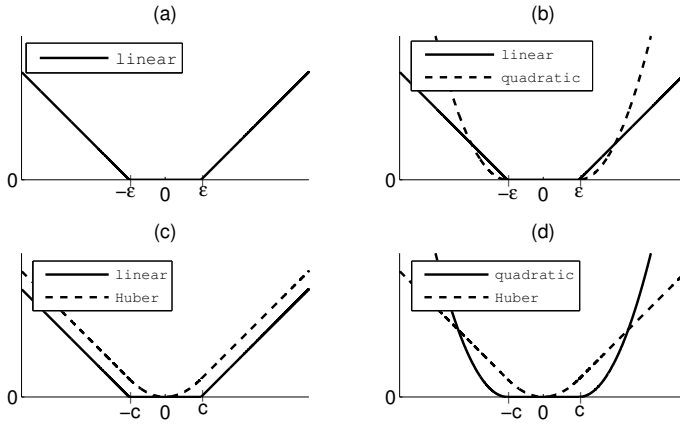 (a)
linear
0
−ε
0
ε
(b)
linear
quadratic
0
−ε
0
ε
(c)
linear
Huber
0
−c
0
c
(d)
quadratic
Huber
0
−c
0
c